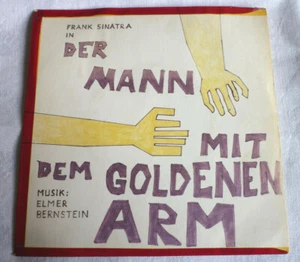 FRANK SINATRA
IN
DER
MANN
MIT
DEM GOLDENEN
ARM
MUSIK:
ELMER
BERNSTEIN